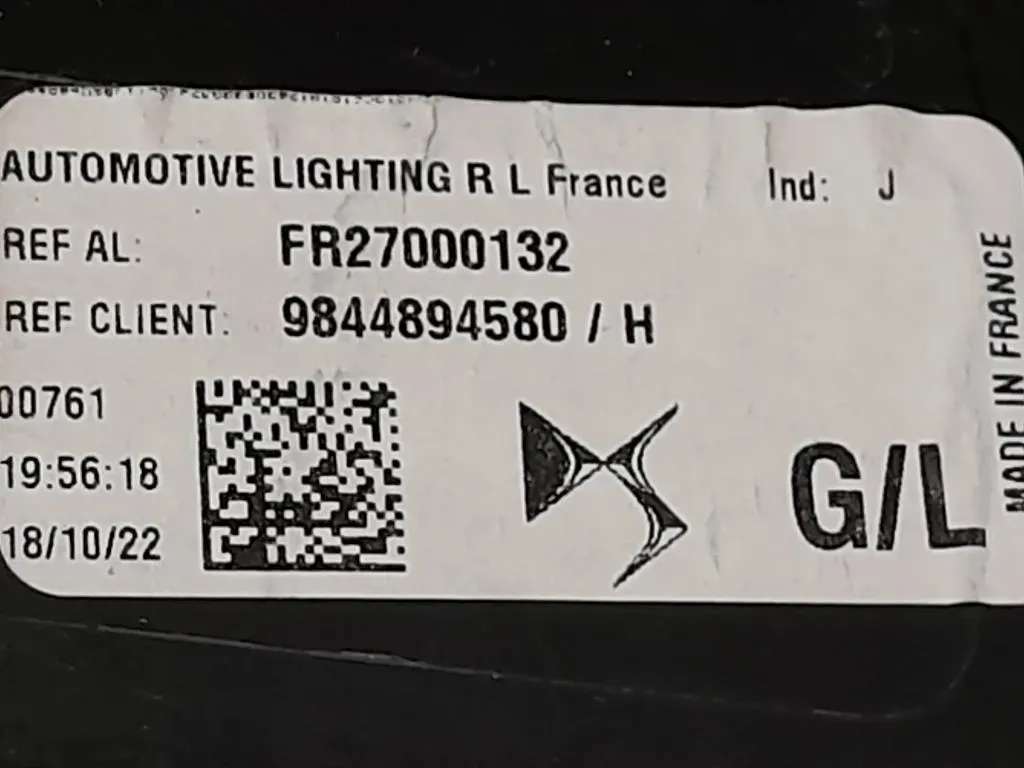 AUTOMOTIVE LIGHTING R L France Ind: J
REF AL: FR27000132
REF CLIENT: 9844894580 / H
00761
19:56:18
18/10/22
G/L
MADE IN FRANCE